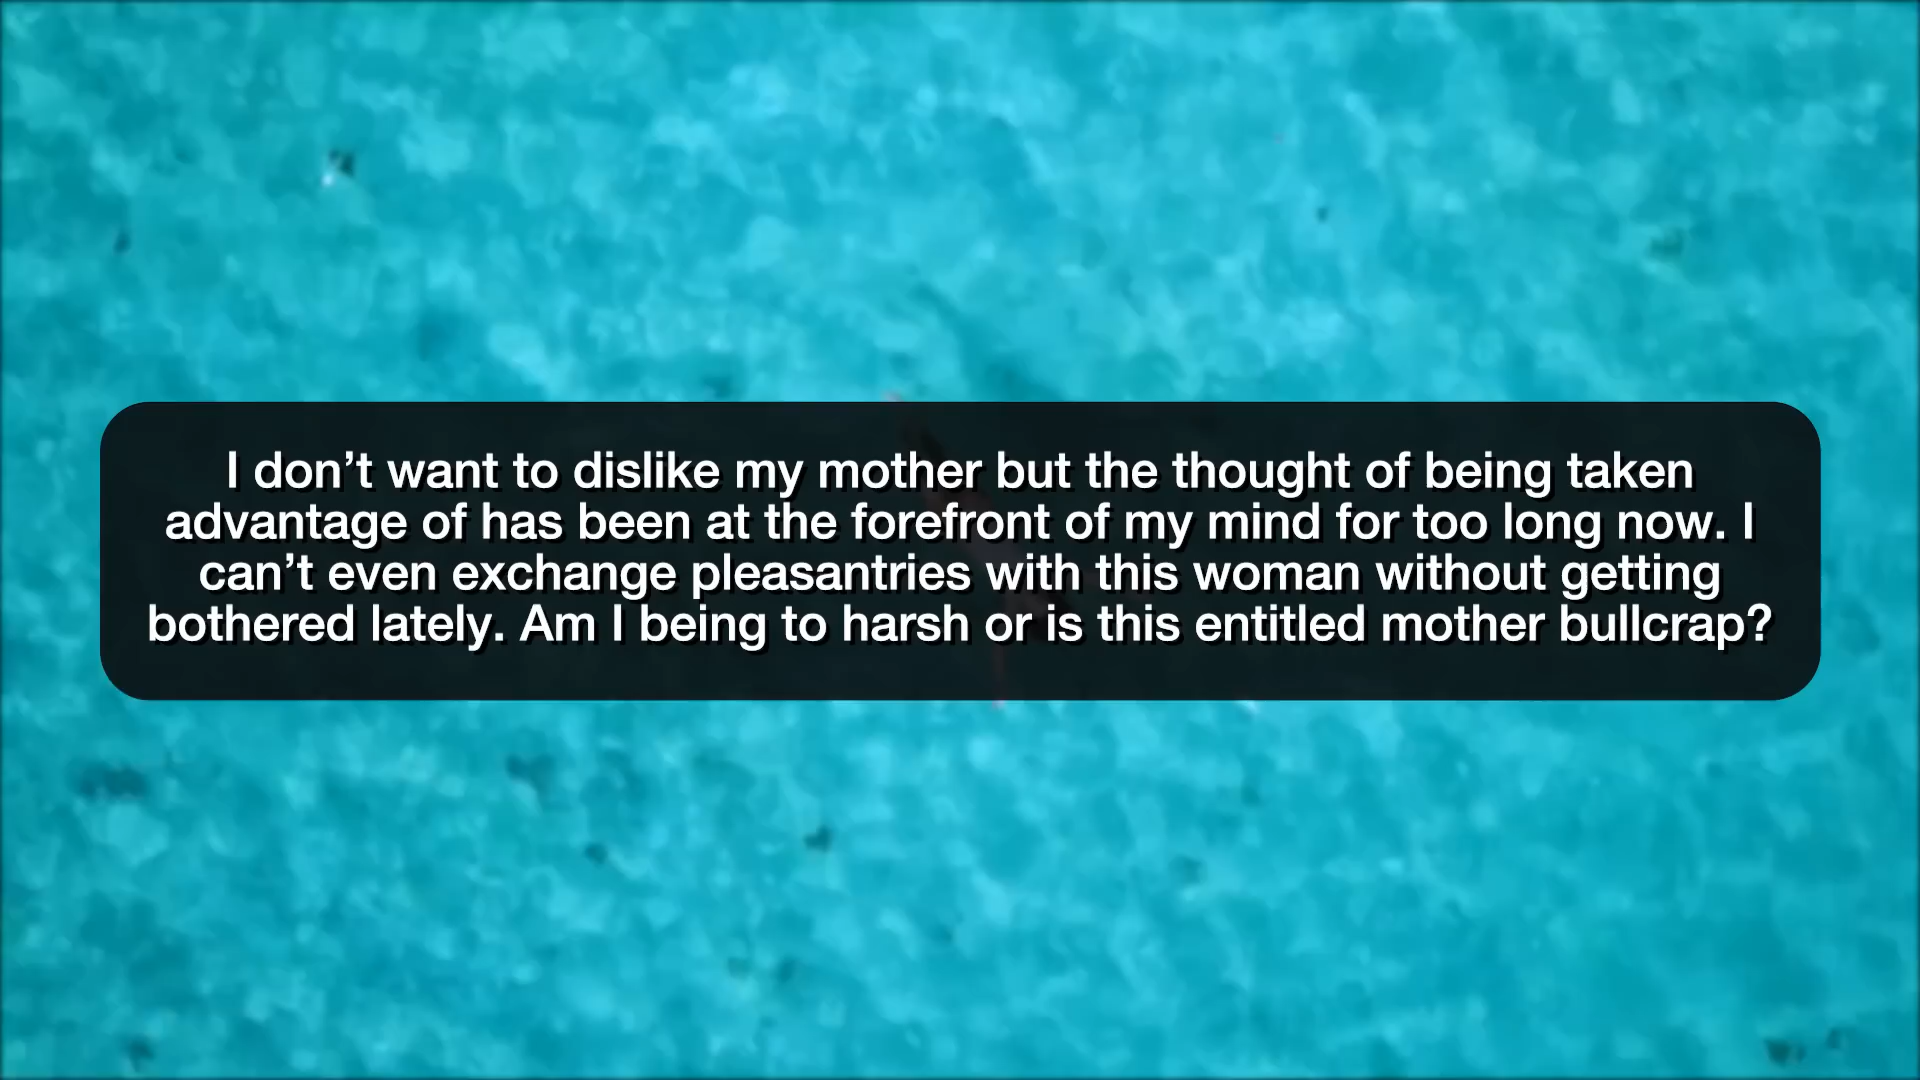 I don’t want to dislike my mother but the thought of being taken
advantage of has been at the forefront of my mind for too long now. I
can’t even exchange pleasantries with this woman without getting
bothered lately. Am I being to harsh or is this entitled mother bullcrap?